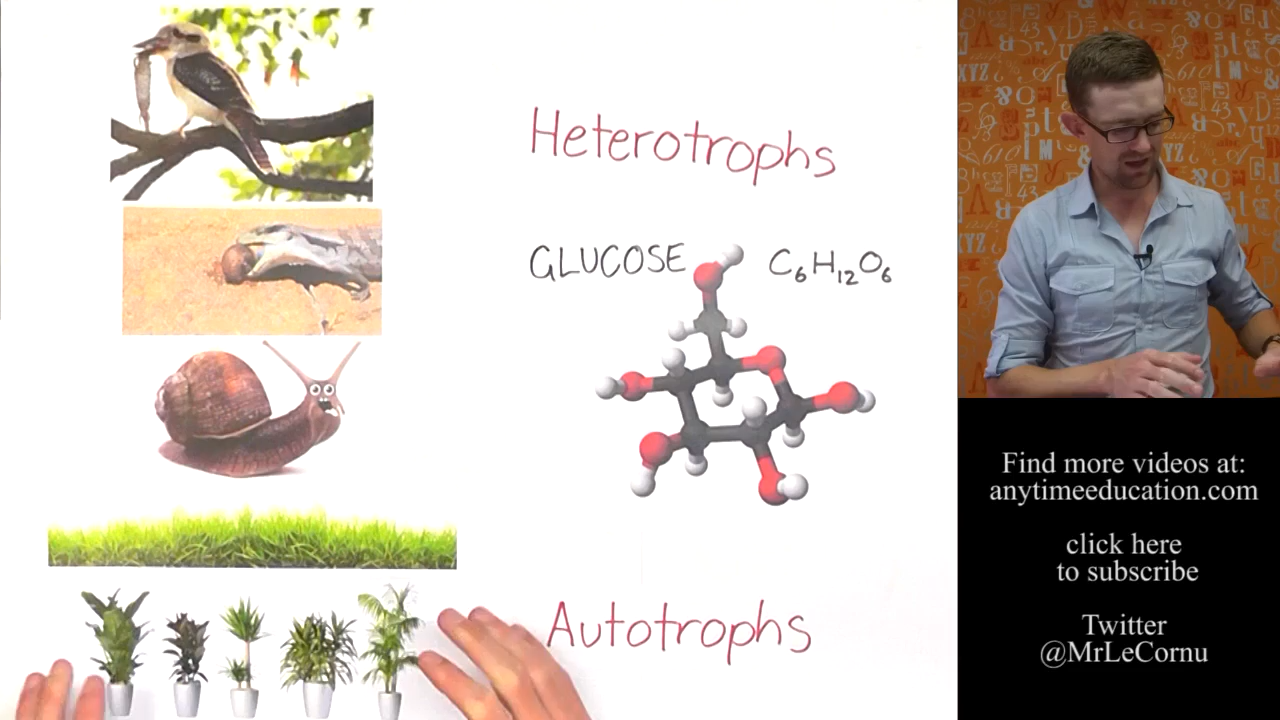 Heterotrophs
GLUCOSE C₆H₁₂O₆
Autotrophs
Find more videos at:
anytimeeducation.com
click here
to subscribe
Twitter
@MrLeCornu